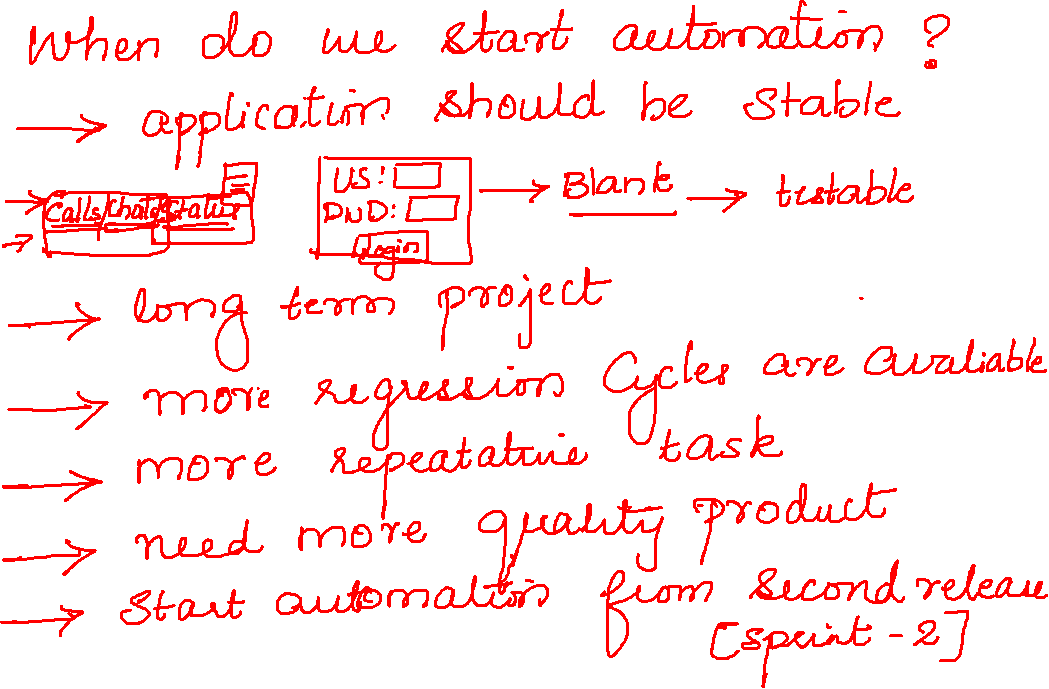 When do we start automation ?
→ application should be stable
→ Calls/Chats/Status
US: → Blank → testable
PWD:
Login
→ long term project
→ more regression Cycles are avaliable
→ more repeatative task
→ need more quality product
→ Start automation from Second release
[sprint - 2]